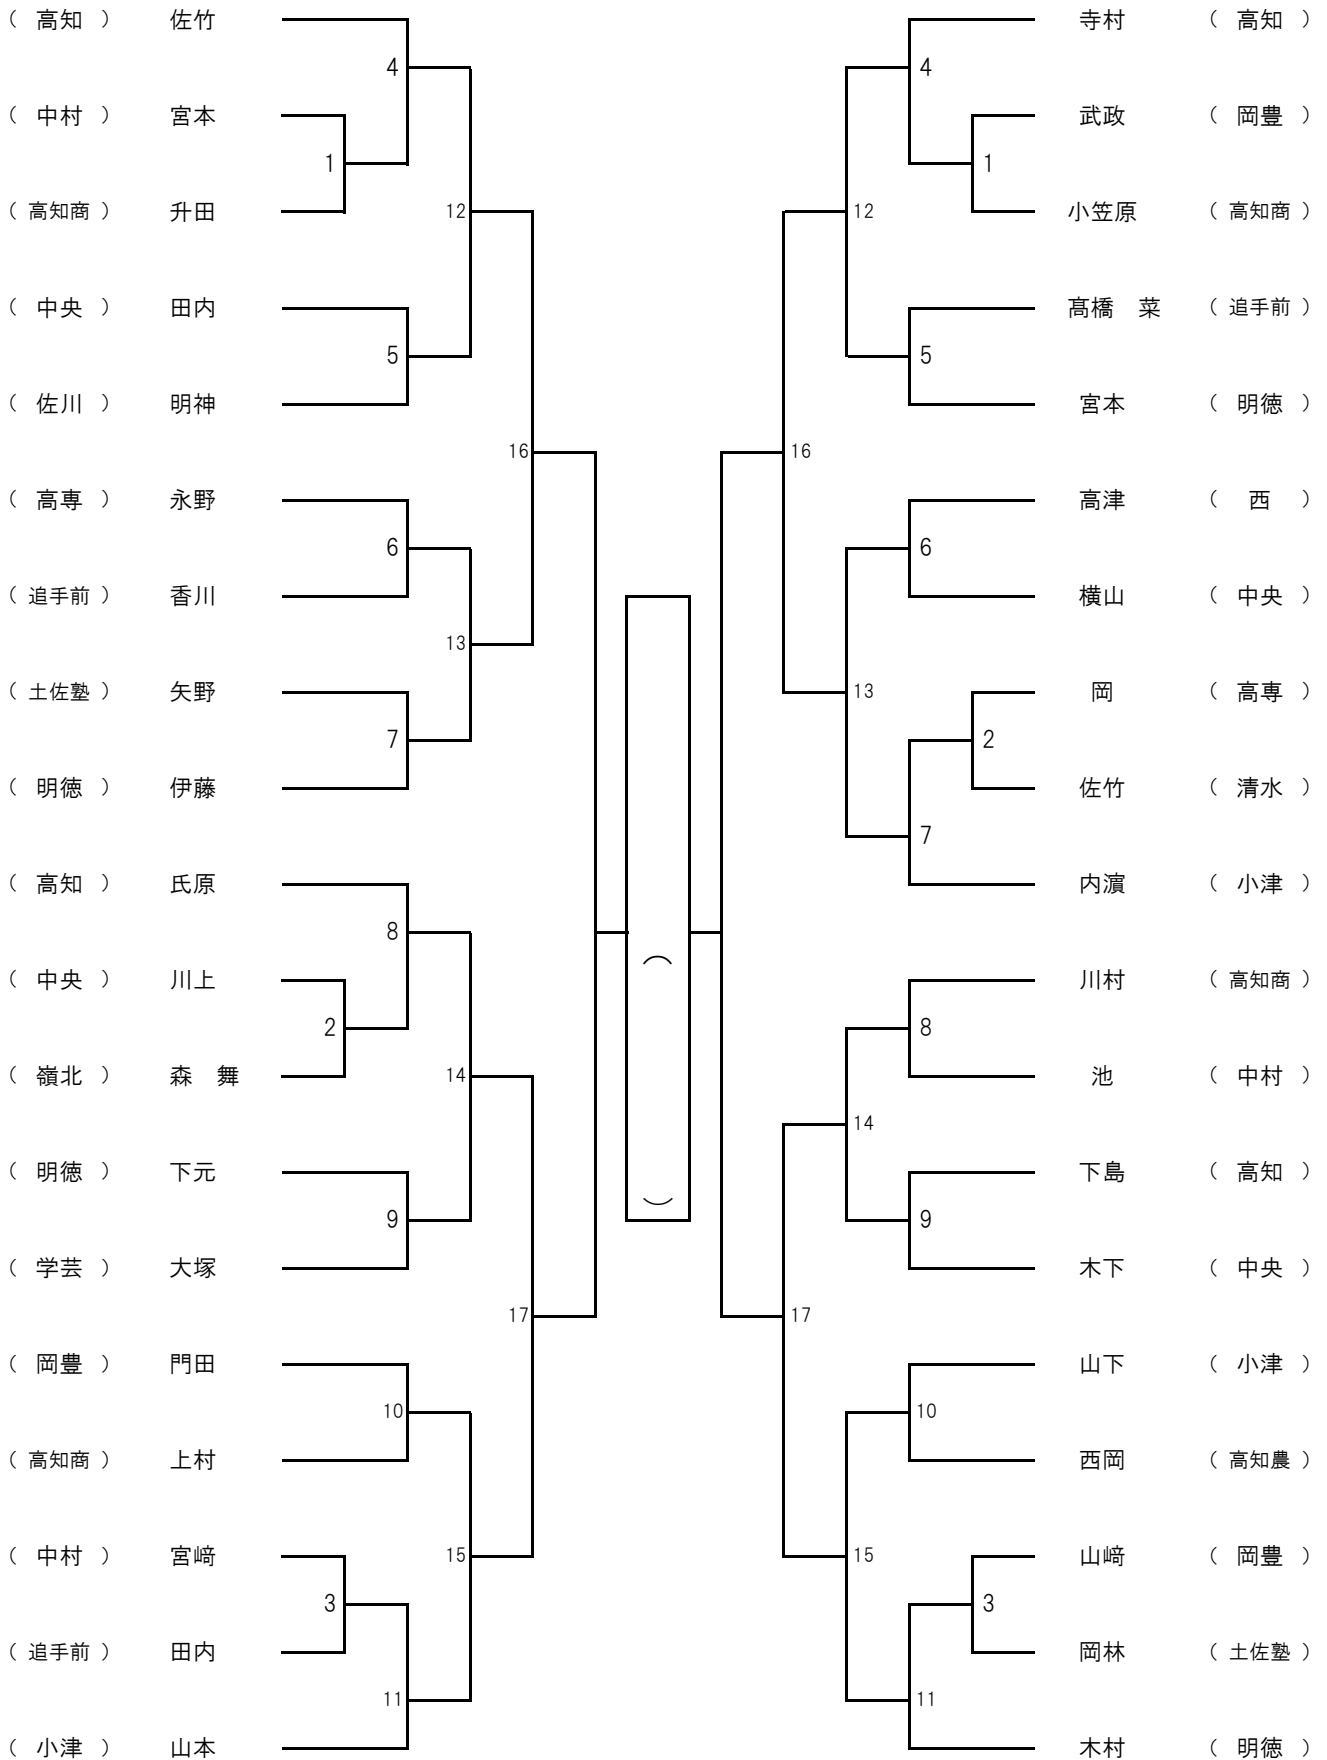 （ 高知 ） 佐竹 寺村 （ 高知 ）
4 4
（ 中村 ） 宮本 武政 （ 岡豊 ）
1 1
（ 高知商 ） 升田 12 12 小笠原 （ 高知商 ）
（ 中央 ） 田内 髙橋　菜 （ 追手前 ）
5 5
（ 佐川 ） 明神 宮本 （ 明徳 ）
16 16
（ 高専 ） 永野 高津 （ 西 ）
6 6
（ 追手前 ） 香川 横山 （ 中央 ）
13
（ 土佐塾 ） 矢野 13 岡 （ 高専 ）
7 2
（ 明徳 ） 伊藤 佐竹 （ 清水 ）
7
（ 高知 ） 氏原 内濵 （ 小津 ）
8
（ 中央 ） 川上 （ 川村 （ 高知商 ）
2 8
（ 嶺北 ） 森　舞 14 池 （ 中村 ）
14
（ 明徳 ） 下元 下島 （ 高知 ）
9 ） 9
（ 学芸 ） 大塚 木下 （ 中央 ）
17 17
（ 岡豊 ） 門田 山下 （ 小津 ）
10 10
（ 高知商 ） 上村 西岡 （ 高知農 ）
（ 中村 ） 宮﨑 15 15 山﨑 （ 岡豊 ）
3 3
（ 追手前 ） 田内 岡林 （ 土佐塾 ）
11 11
（ 小津 ） 山本 木村 （ 明徳 ）